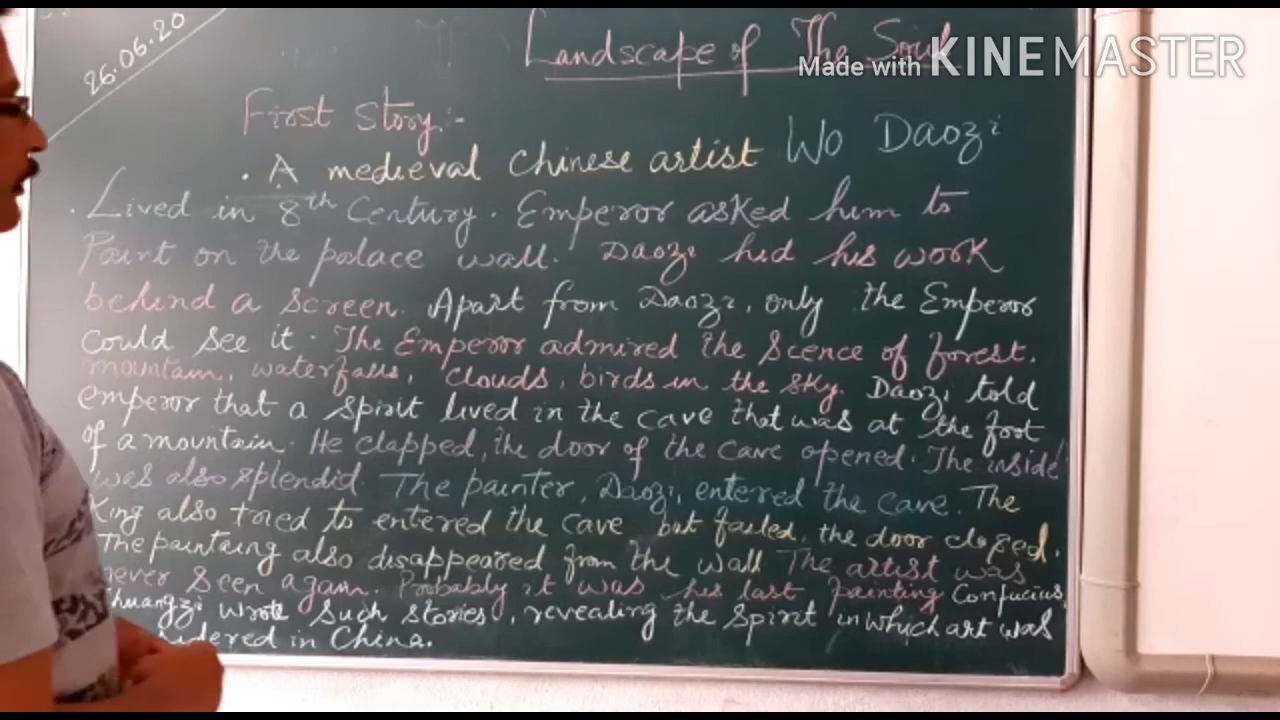 26.06.20
Landscape of The Soul
Made with KINEMASTER
First Story:-
. A medieval Chinese artist Wo Daozi
. Lived in 8th Century. Emperor asked him to
Paint on the palace wall. Daozi hid his work
behind a screen. Apart from Daozi, only the Emperor
could see it. The Emperor admired the Scence of forest.
mountain, waterfalls, clouds, birds in the sky. Daozi told
emperor that a spirit lived in the cave that was at the foot
of a mountain. He clapped, the door of the cave opened. The inside
was also splendid. The painter, Daozi, entered the cave. The
King also tried to entered the cave but failed, the door closed.
The paintaing also disappeared from the wall The artist was
never seen again. Probably it was his last painting Confucius,
huangzi wrote such stories, revealing the Spirit in which art was
idered in China.